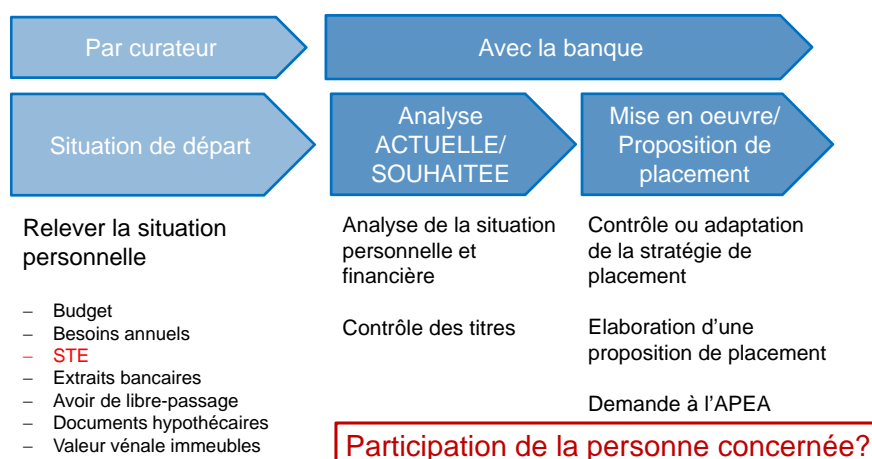 Par curateur
Avec la banque
Situation de départ
Analyse
ACTUELLE/
SOUHAITEE
Mise en oeuvre/
Proposition de
placement
Relever la situation
personnelle
– Budget
– Besoins annuels
– STE
– Extraits bancaires
– Avoir de libre-passage
– Documents hypothécaires
– Valeur vénale immeubles
Analyse de la situation
personnelle et
financière
Contrôle des titres
Contrôle ou adaptation
de la stratégie de
placement
Elaboration d’une
proposition de placement
Demande à l’APEA
Participation de la personne concernée?